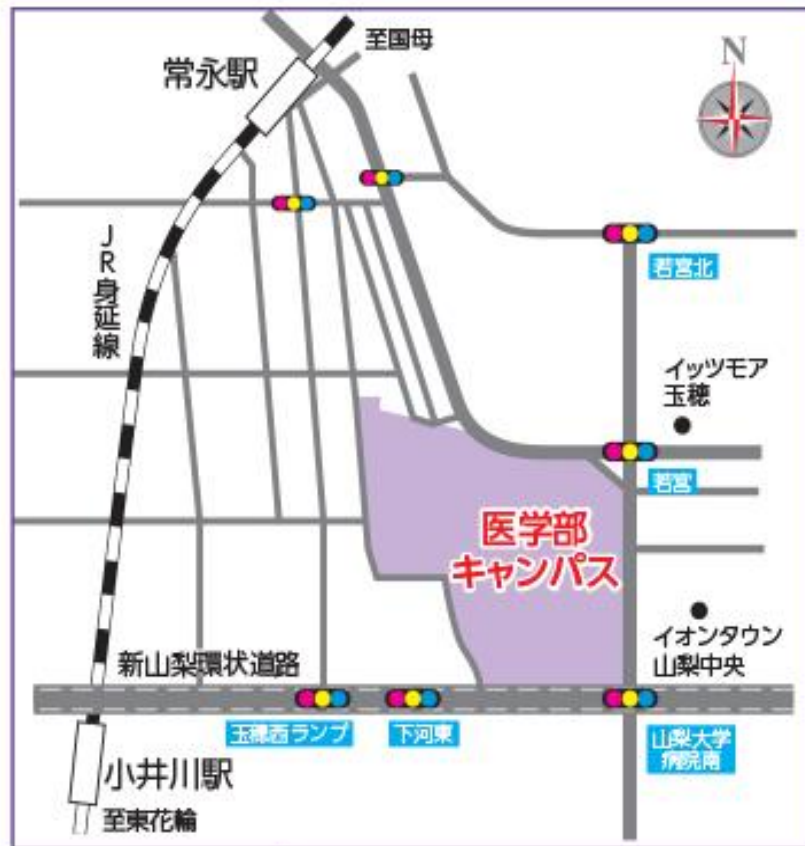 至国母
常永駅
N
JR身延線
若宮北
イッツモア
玉穂
若宮
医学部
キャンパス
イオンタウン
山梨中央
新山梨環状道路
玉穂西ランプ
下河東
山梨大学
病院南
小井川駅
至東花輪